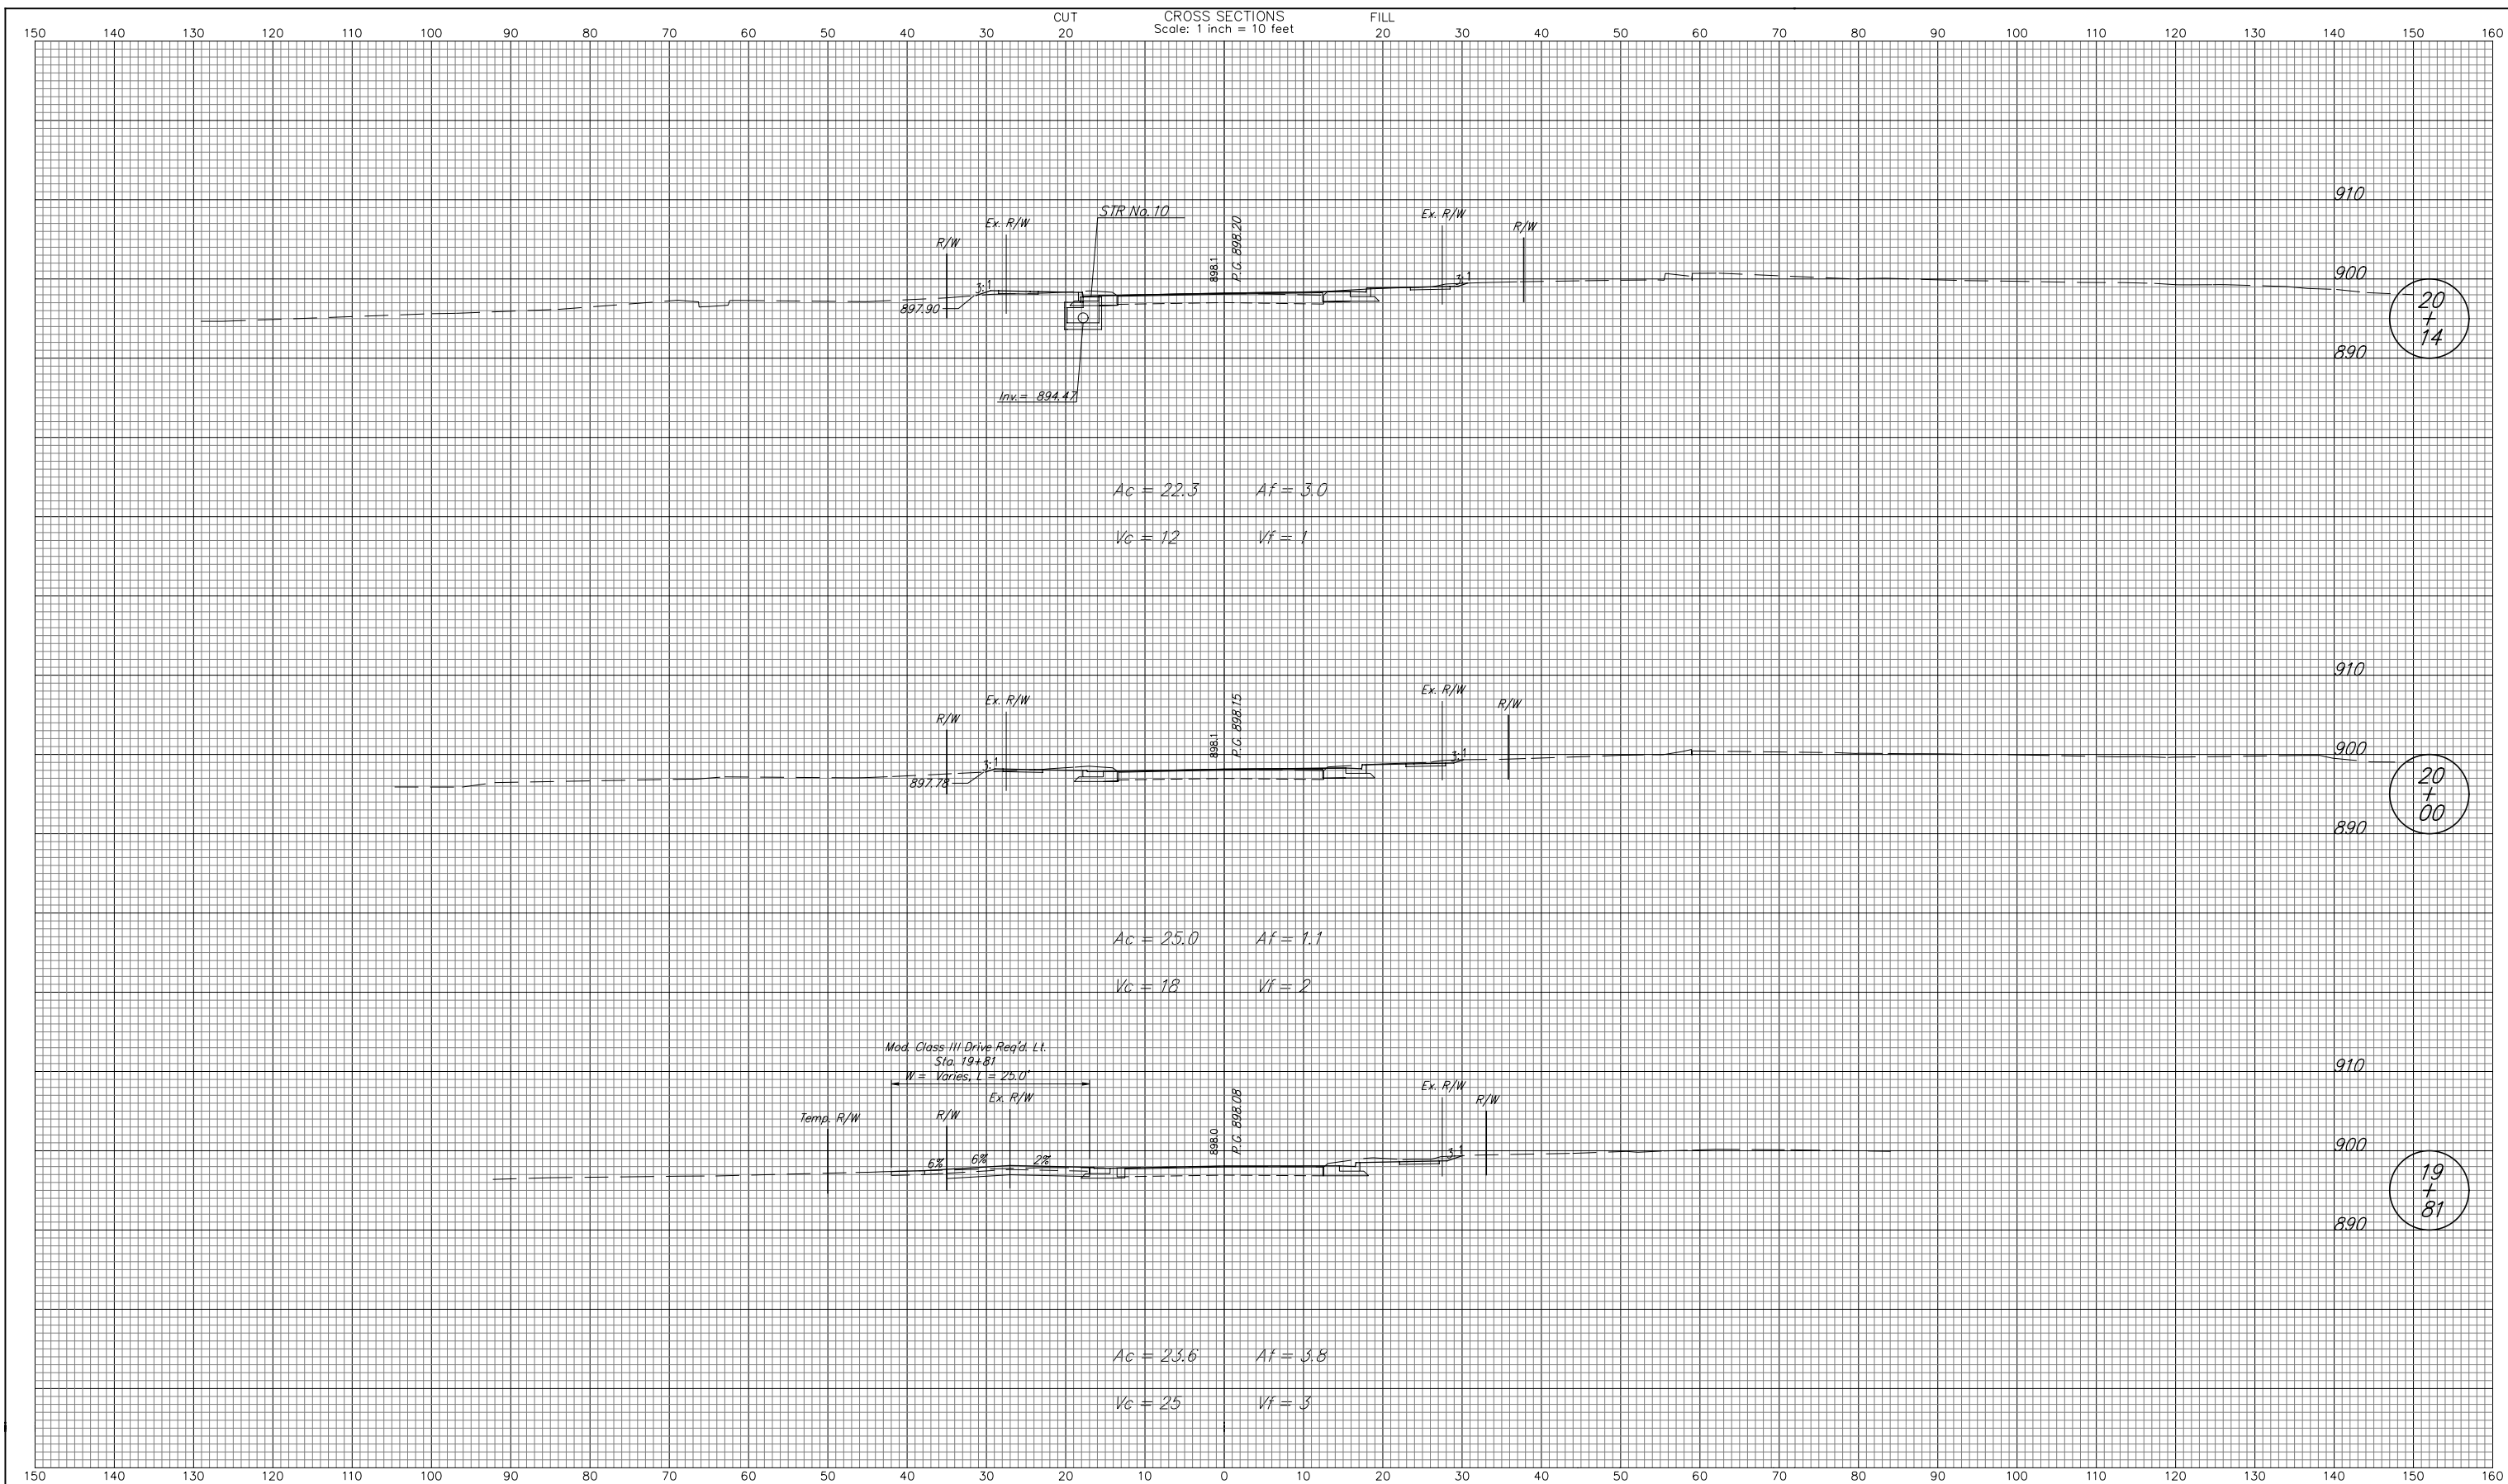 CUT CROSS SECTIONS FILL
Scale: 1 inch = 10 feet
150 140 130 120 110 100 90 80 70 60 50 40 30 20 20 30 40 50 60 70 80 90 100 110 120 130 140 150 160
910
STR No. 10
Ex. R/W
R/W
898.1
P.G. 898.20
Ex. R/W
R/W
900
3:1
3:1
897.90
20
+
14
890
Inv.= 894.47
Ac = 22.3 Af = 3.0
Vc = 12 Vf = 1
910
Ex. R/W
R/W
898.1
P.G. 898.15
Ex. R/W
R/W
900
3:1
3:1
897.78
20
+
00
890
Ac = 25.0 Af = 1.1
Vc = 18 Vf = 2
Mod. Class III Drive Req'd. Lt.
Sta. 19+81
W = Varies, L = 25.0'
910
Temp. R/W
R/W
Ex. R/W
898.0
P.G. 898.08
Ex. R/W
R/W
900
6% 6% 2%
3:1
19
+
81
890
Ac = 23.6 Af = 3.8
Vc = 25 Vf = 3
150 140 130 120 110 100 90 80 70 60 50 40 30 20 10 0 10 20 30 40 50 60 70 80 90 100 110 120 130 140 150 160